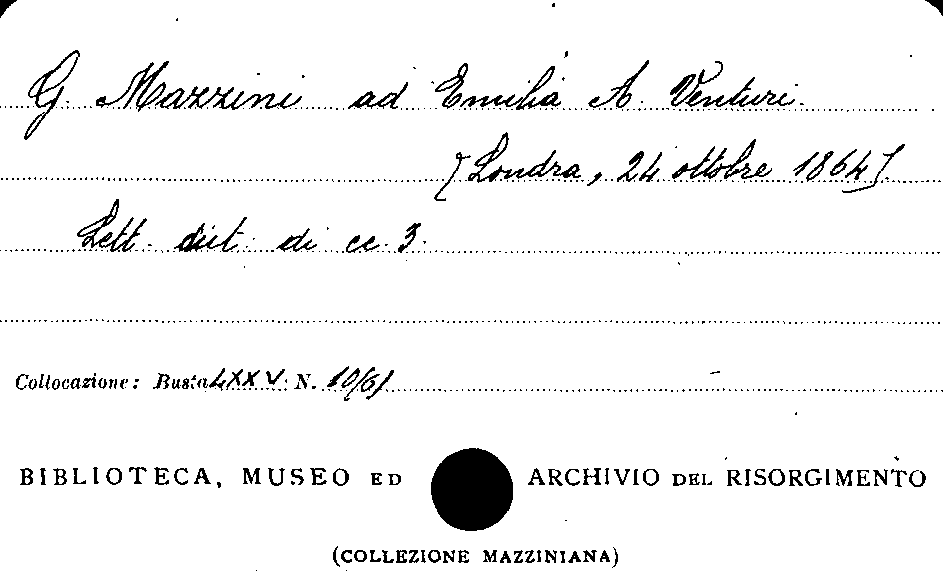 G. Mazzini ad Emilia A. Venturi.
[Londra, 24 ottobre 1864]
Lett. dict. di cc. 3.
Collocazione: Busta LXXV. N. 10/61
BIBLIOTECA, MUSEO ED ARCHIVIO DEL RISORGIMENTO
(COLLEZIONE MAZZINIANA)